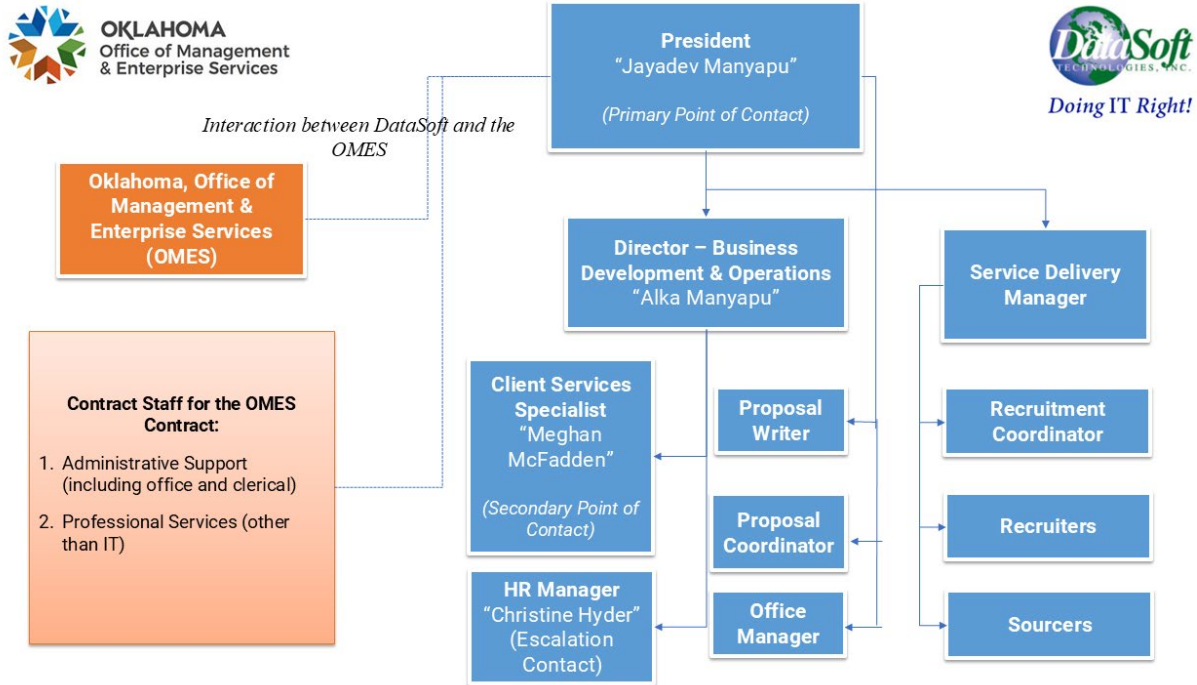 OKLAHOMA
Office of Management
& Enterprise Services
President
“Jayadev Manyapu”
(Primary Point of Contact)
DataSoft
TECHNOLOGIES, INC.
Doing IT Right!
Interaction between DataSoft and the
OMES
Oklahoma, Office of
Management &
Enterprise Services
(OMES)
Director – Business
Development & Operations
“Alka Manyapu”
Service Delivery
Manager
Contract Staff for the OMES
Contract:
1. Administrative Support
(including office and clerical)
2. Professional Services (other
than IT)
Client Services
Specialist
“Meghan
McFadden”
(Secondary Point of
Contact)
Proposal
Writer
Recruitment
Coordinator
Proposal
Coordinator
Recruiters
HR Manager
“Christine Hyder”
(Escalation
Contact)
Office
Manager
Sourcers